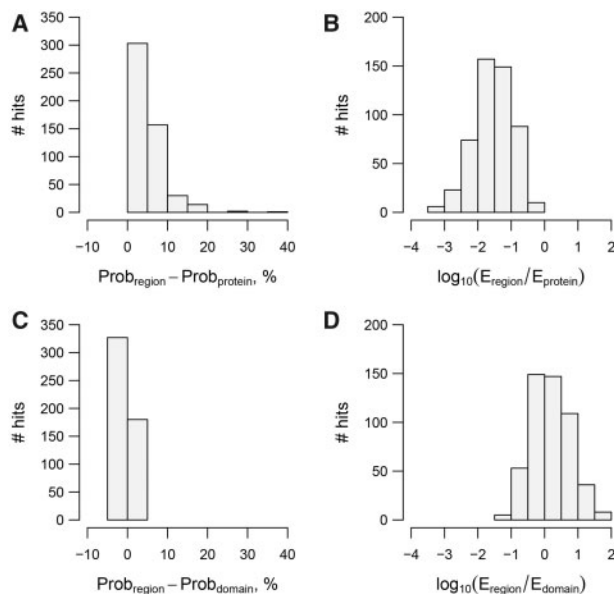 A
350
300
250
200
150
100
50
0
# hits
−10 0 10 20 30 40
Prob_region − Prob_protein, %
B
200
150
100
50
0
# hits
−4 −3 −2 −1 0 1 2
log10(E_region/E_protein)
C
350
300
250
200
150
100
50
0
# hits
−10 0 10 20 30 40
Prob_region − Prob_domain, %
D
200
150
100
50
0
# hits
−4 −3 −2 −1 0 1 2
log10(E_region/E_domain)